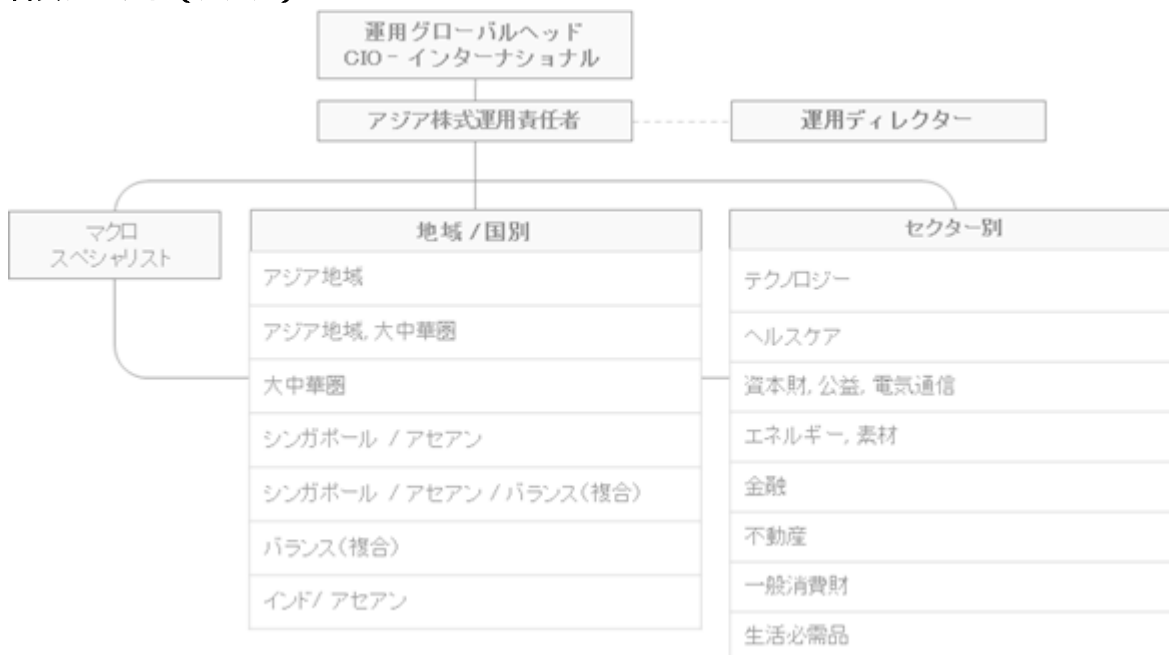 運用グローバルヘッド
CIO - インターナショナル
アジア株式運用責任者
運用ディレクター
マクロ
スペシャリスト
地域 / 国別
アジア地域
アジア地域, 大中華圏
大中華圏
シンガポール / アセアン
シンガポール / アセアン / バランス(複合)
バランス(複合)
インド/ アセアン
セクター別
テクノロジー
ヘルスケア
資本財, 公益, 電気通信
エネルギー, 素材
金融
不動産
一般消費財
生活必需品